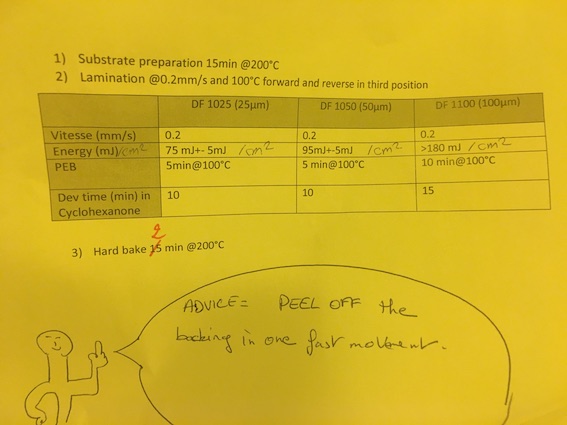 1) Substrate preparation 15min @200°C
2) Lamination @0.2mm/s and 100°C forward and reverse in third position
DF 1025 (25µm) DF 1050 (50µm) DF 1100 (100µm)
Vitesse (mm/s) 0.2 0.2 0.2
Energy (mJ)/cm2 75 mJ+- 5mJ /cm2 95mJ+-5mJ /cm2 >180 mJ /cm2
PEB 5min@100°C 5 min@100°C 10 min@100°C
Dev time (min) in 10 10 15
Cyclohexanone
2
3) Hard bake 15 min @200°C
ADVICE= PEEL OFF the
backing in one fast movement.